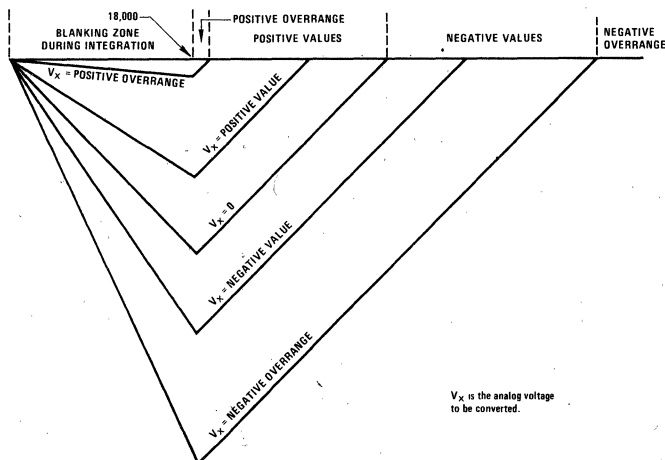 18,000
POSITIVE OVERRANGE
BLANKING ZONE
DURING INTEGRATION
POSITIVE VALUES
NEGATIVE VALUES
NEGATIVE
OVERRANGE
VX = POSITIVE OVERRANGE
VX = POSITIVE VALUE
VX = 0
VX = NEGATIVE VALUE
VX = NEGATIVE OVERRANGE
VX is the analog voltage
to be converted.